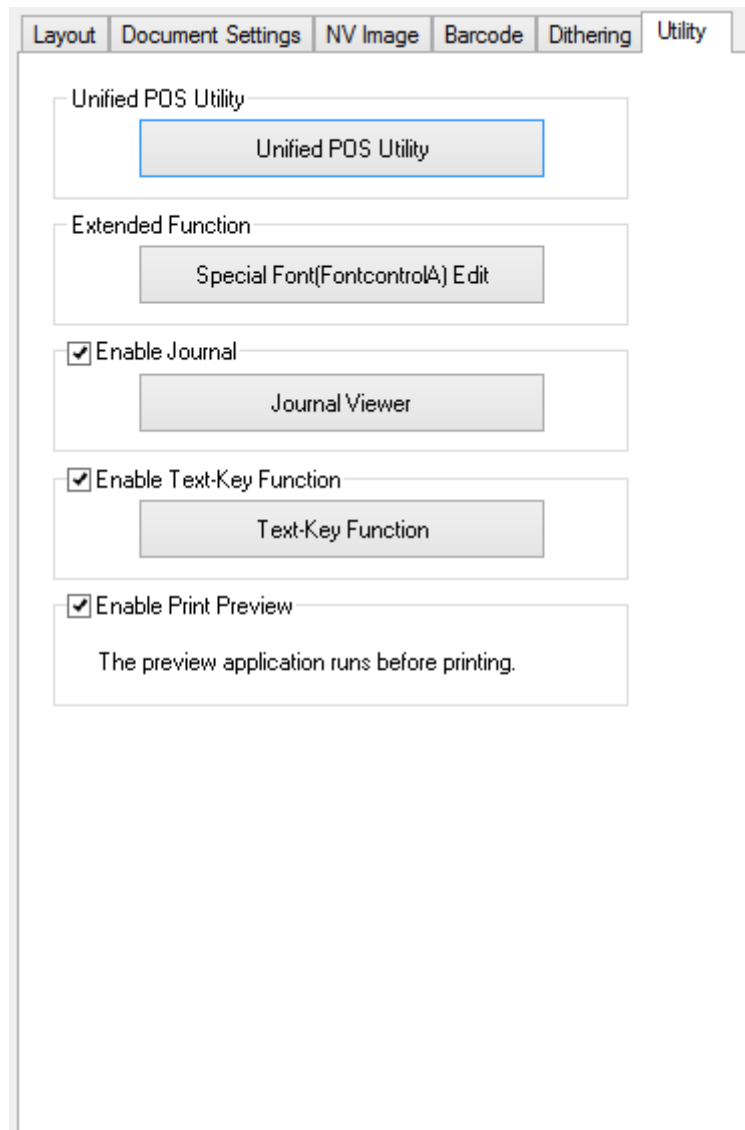 Layout Document Settings NV Image Barcode Dithering Utility
Unified POS Utility
Unified POS Utility
Extended Function
Special Font(FontcontrolA) Edit
Enable Journal
Journal Viewer
Enable Text-Key Function
Text-Key Function
Enable Print Preview
The preview application runs before printing.